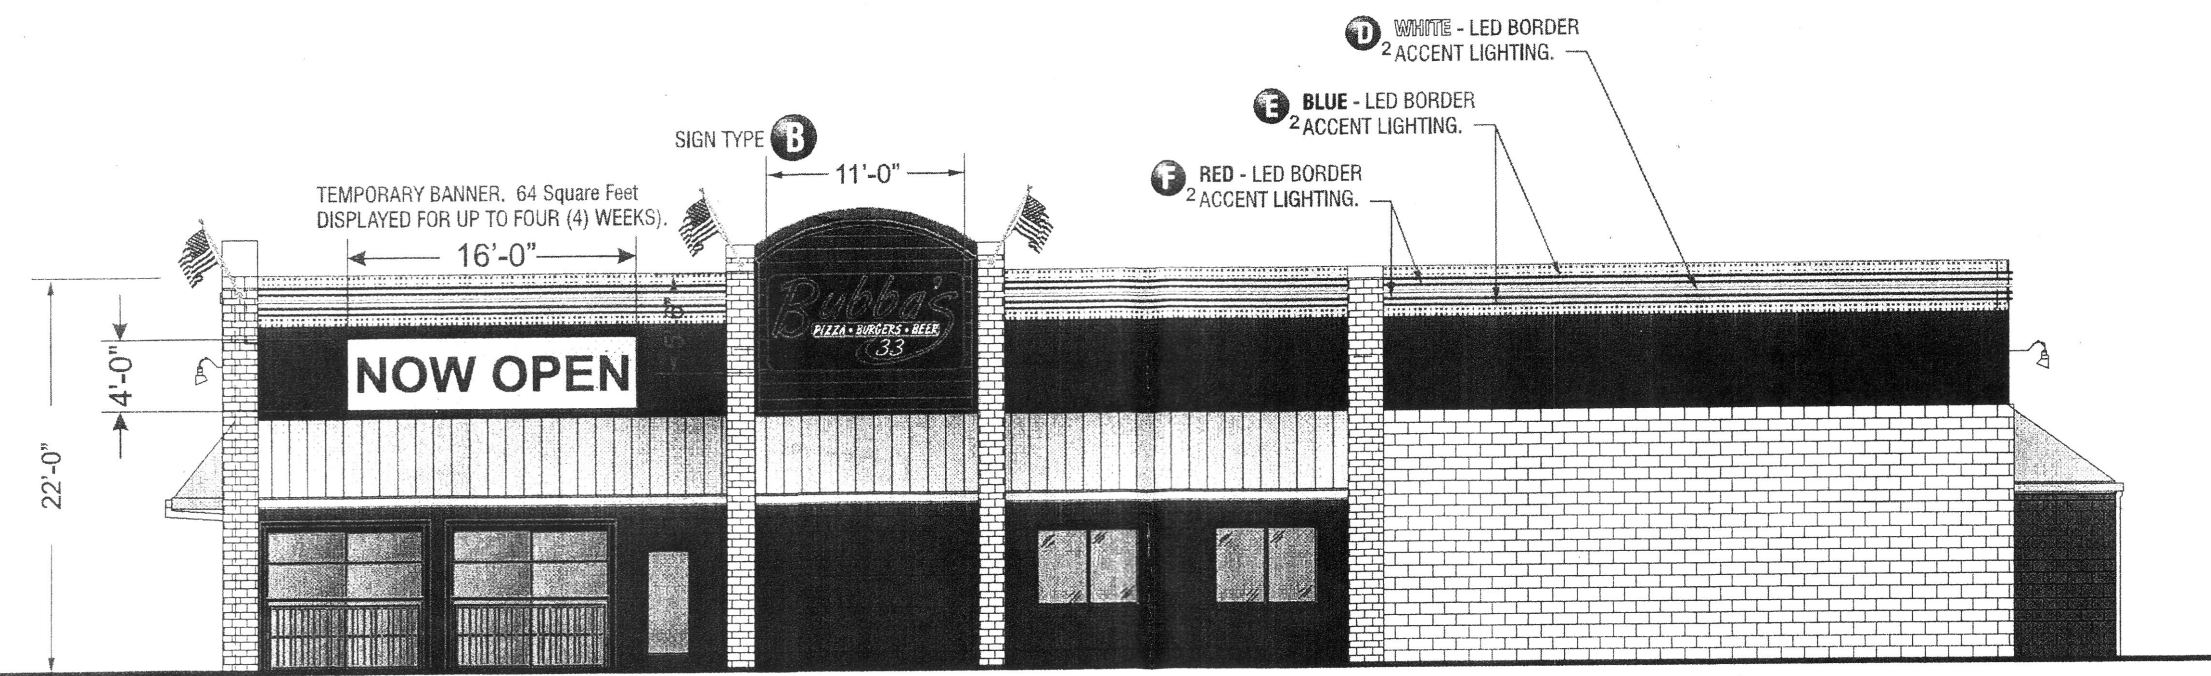 D WHITE - LED BORDER
2 ACCENT LIGHTING.
E BLUE - LED BORDER
2 ACCENT LIGHTING.
SIGN TYPE B
F RED - LED BORDER
2 ACCENT LIGHTING.
11'-0"
TEMPORARY BANNER. 64 Square Feet
DISPLAYED FOR UP TO FOUR (4) WEEKS).
16'-0"
Bubba's
PIZZA • BURGERS • BEER
33
NOW OPEN
4'-0"
22'-0"